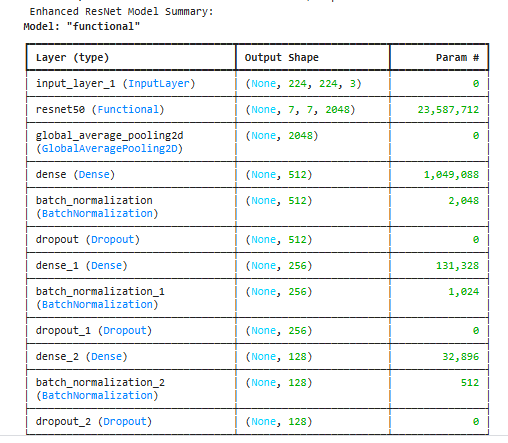 Enhanced ResNet Model Summary:
Model: "functional"
Layer (type) Output Shape Param #
input_layer_1 (InputLayer) (None, 224, 224, 3) 0
resnet50 (Functional) (None, 7, 7, 2048) 23,587,712
global_average_pooling2d (None, 2048) 0
(GlobalAveragePooling2D)
dense (Dense) (None, 512) 1,049,088
batch_normalization (None, 512) 2,048
(BatchNormalization)
dropout (Dropout) (None, 512) 0
dense_1 (Dense) (None, 256) 131,328
batch_normalization_1 (None, 256) 1,024
(BatchNormalization)
dropout_1 (Dropout) (None, 256) 0
dense_2 (Dense) (None, 128) 32,896
batch_normalization_2 (None, 128) 512
(BatchNormalization)
dropout_2 (Dropout) (None, 128) 0